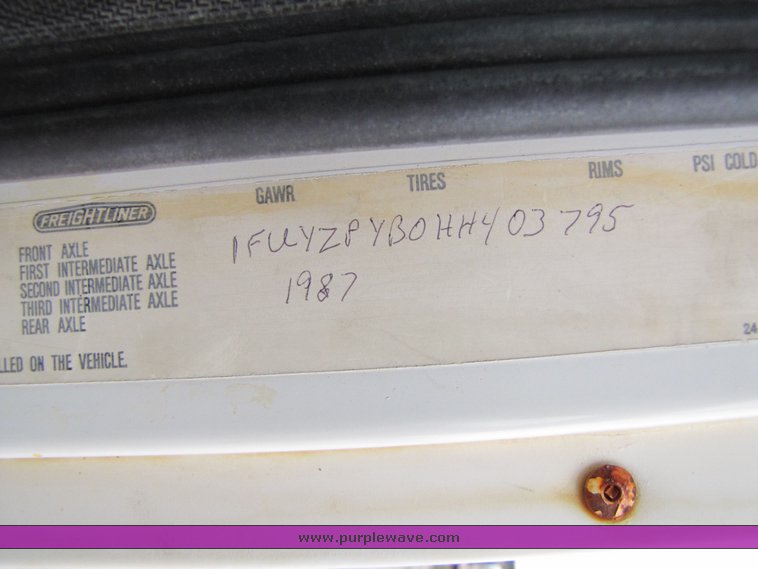 GAWR TIRES RIMS PSI COLD
FREIGHTLINER
FRONT AXLE
FIRST INTERMEDIATE AXLE
SECOND INTERMEDIATE AXLE
THIRD INTERMEDIATE AXLE
REAR AXLE
1FUYZPYB0HH403795
1987
24
LLED ON THE VEHICLE.
www.purplewave.com